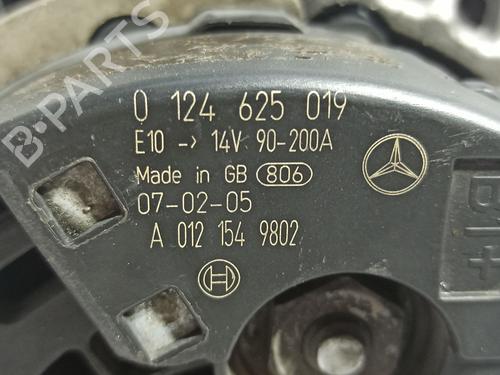 B-PARTS
0 124 625 019
E10 -> 14V 90-200A
Made in GB 806
07-02-05
A 012 154 9802
B+